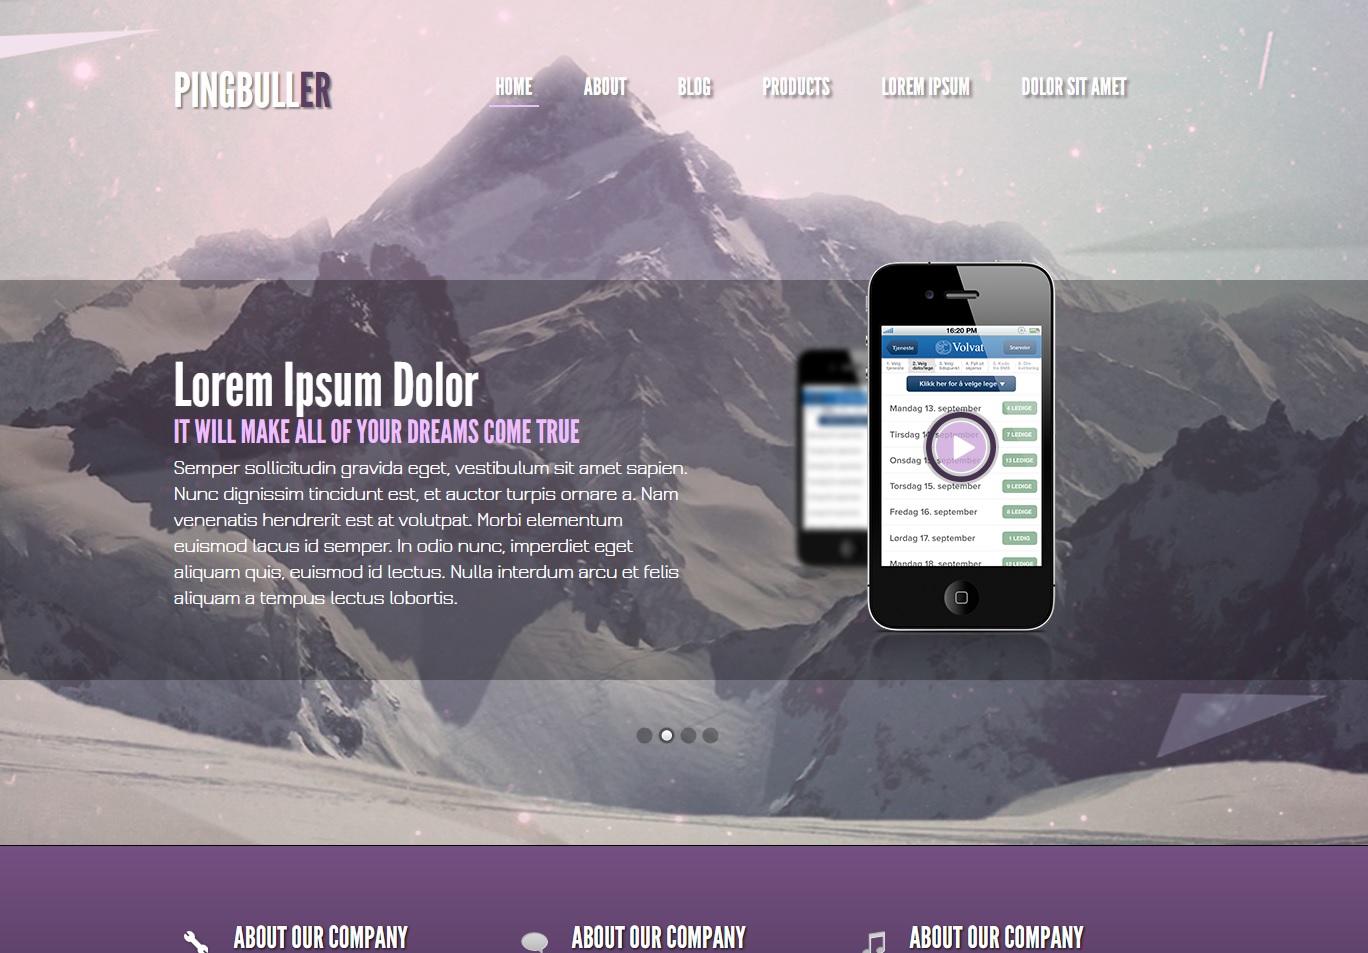 PINGBULLER
HOME ABOUT BLOG PRODUCTS LOREM IPSUM DOLOR SIT AMET
16:20 PM
Tjeneste Volvat Snarveier
2. Velg
Klikk her for å velge lege
Mandag 13. september 4 LEDIGE
Tirsdag 14. september 7 LEDIGE
Onsdag 15. september 13 LEDIGE
Torsdag 15. september 9 LEDIGE
Fredag 16. september 8 LEDIGE
Lørdag 17. september 1 LEDIG
Mandag 18. september 12 LEDIGE
Lorem Ipsum Dolor
IT WILL MAKE ALL OF YOUR DREAMS COME TRUE
Semper sollicitudin gravida eget, vestibulum sit amet sapien.
Nunc dignissim tincidunt est, et auctor turpis ornare a. Nam
venenatis hendrerit est at volutpat. Morbi elementum
euismod lacus id semper. In odio nunc, imperdiet eget
aliquam quis, euismod id lectus. Nulla interdum arcu et felis
aliquam a tempus lectus lobortis.
ABOUT OUR COMPANY ABOUT OUR COMPANY ABOUT OUR COMPANY